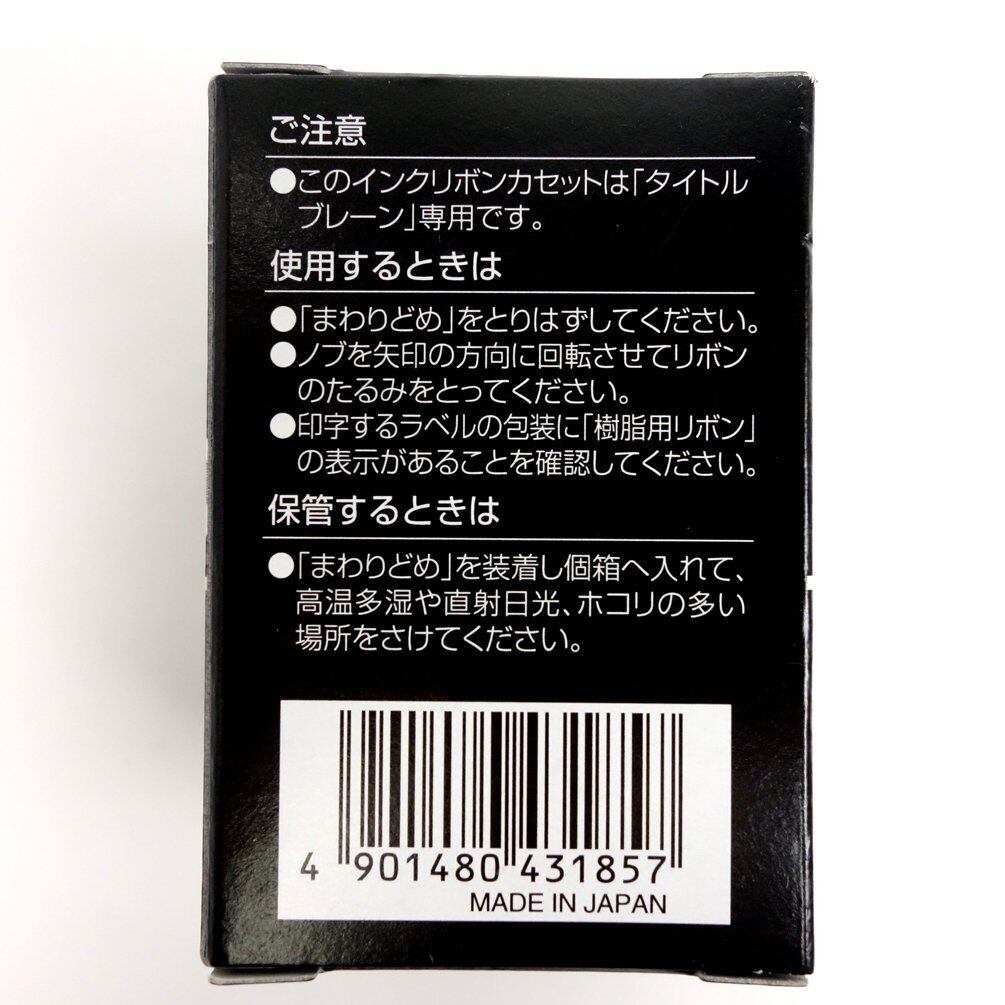 ご注意
●このインクリボンカセットは「タイトル
ブレーン」専用です。
使用するときは
●「まわりどめ」をとりはずしてください。
●ノブを矢印の方向に回転させてリボン
のたるみをとってください。
●印字するラベルの包装に「樹脂用リボン」
の表示があることを確認してください。
保管するときは
●「まわりどめ」を装着し個箱へ入れて、
高温多湿や直射日光、ホコリの多い
場所をさけてください。
4 901480 431857
MADE IN JAPAN